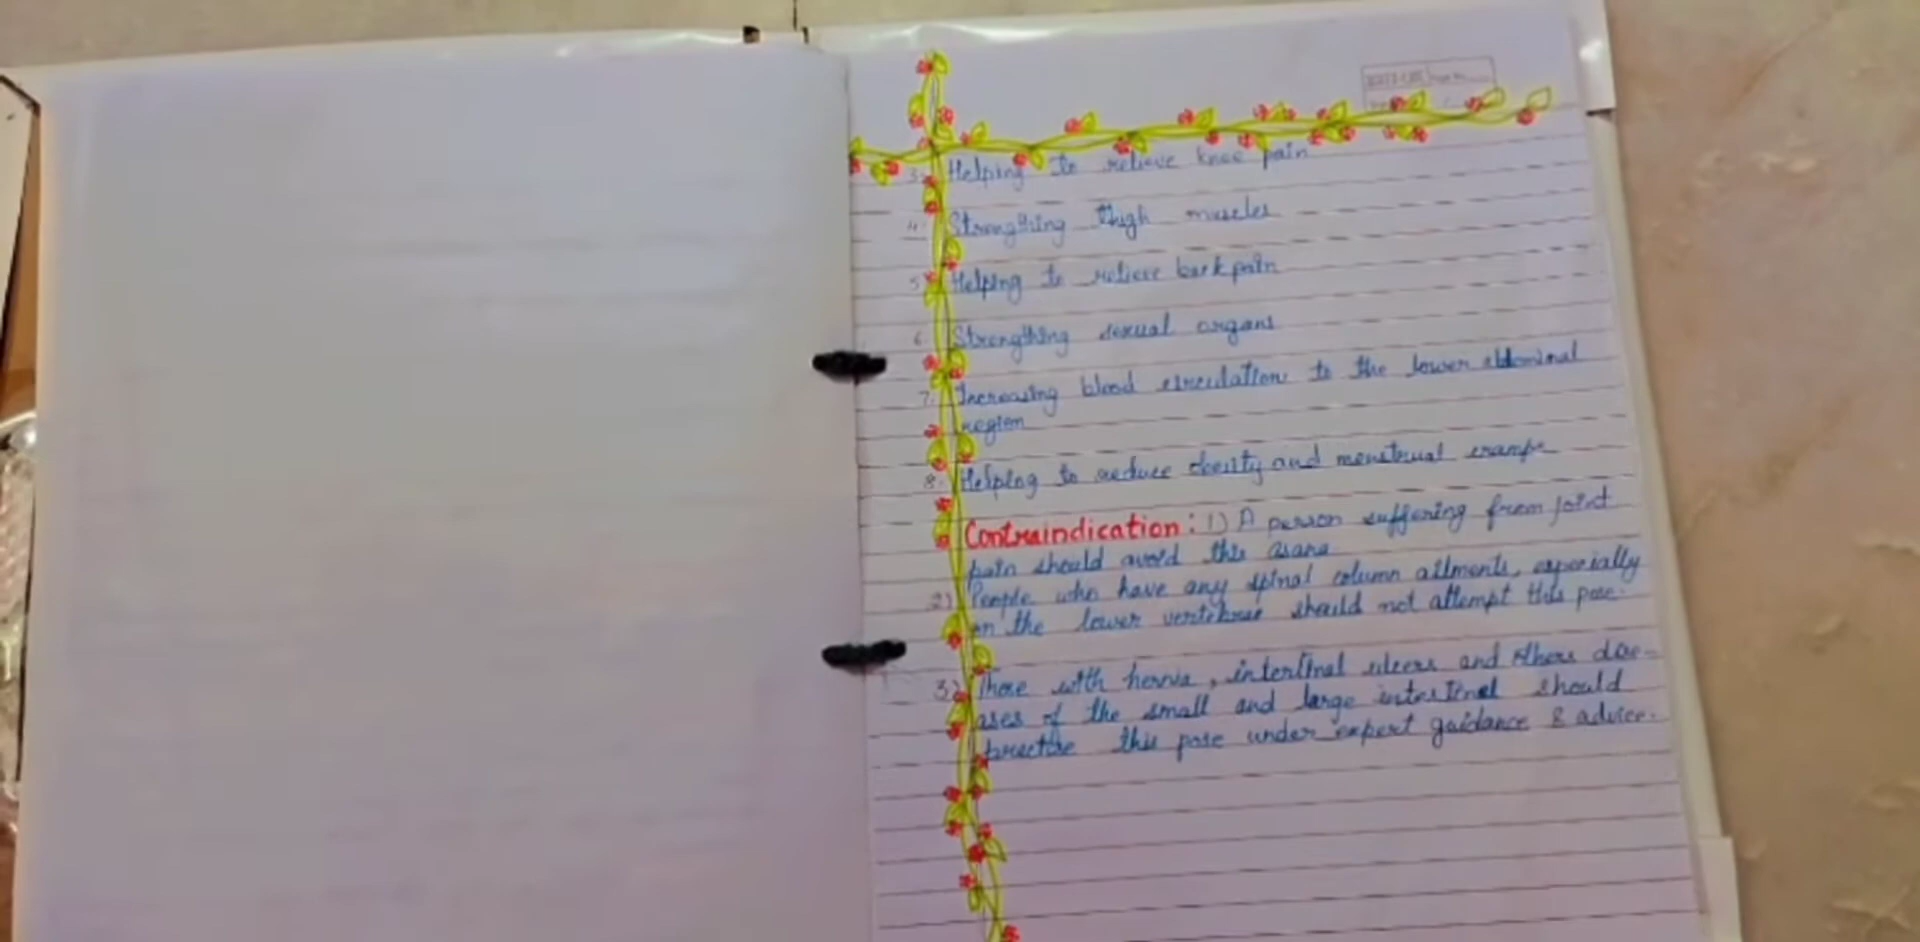 3. Helping to relieve knee pain
4. Strengthing thigh muscles
5. Helping to relieve back pain
6. Strengthing sexual organs
7. Increasing blood circulation to the lower abdominal
region
8. Helping to reduce obesity and menstrual cramps
Contraindication : 1) A person suffering from joint
pain should avoid this asana
2) People who have any spinal column ailments, especially
on the lower vertebrae should not attempt this pose.
3) Those with hernia, intestinal ulcers and others dise-
ases of the small and large intestinal should
practise this pose under expert guidance & advice.